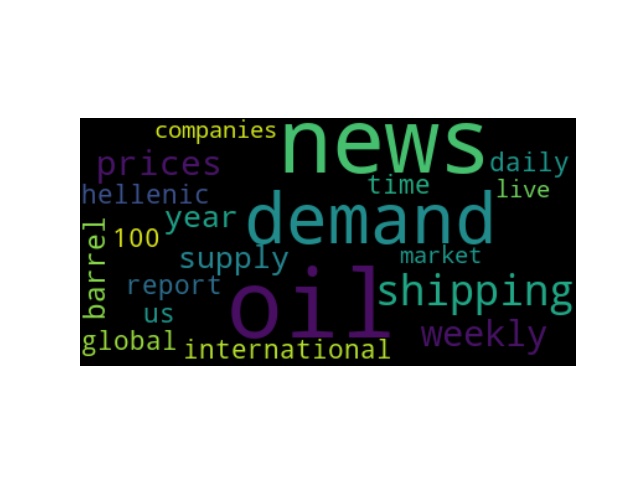 companies news
prices daily
hellenic time live
year demand
barrel 100
supply market
report oil shipping
us weekly
global international